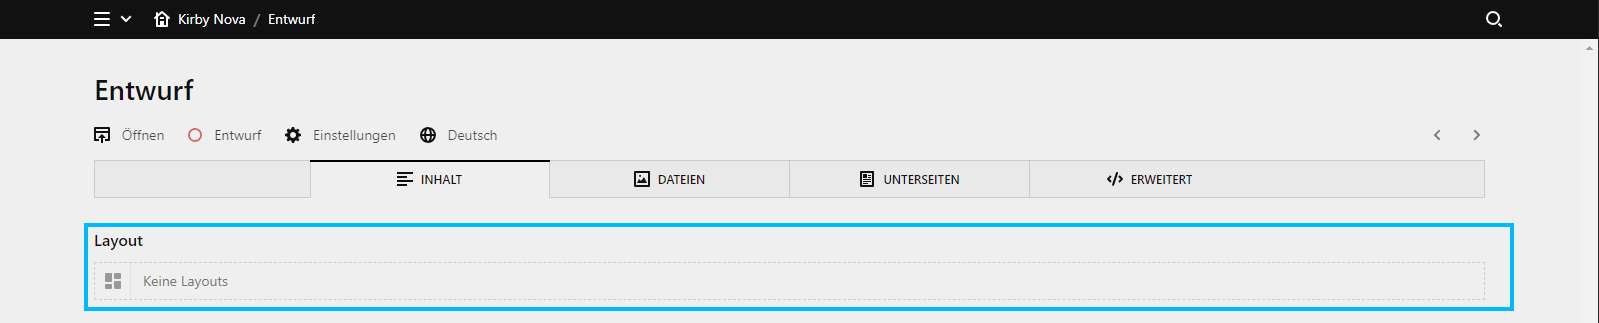 Kirby Nova / Entwurf
Entwurf
Öffnen Entwurf Einstellungen Deutsch
INHALT DATEIEN UNTERSEITEN ERWEITERT
Layout
Keine Layouts